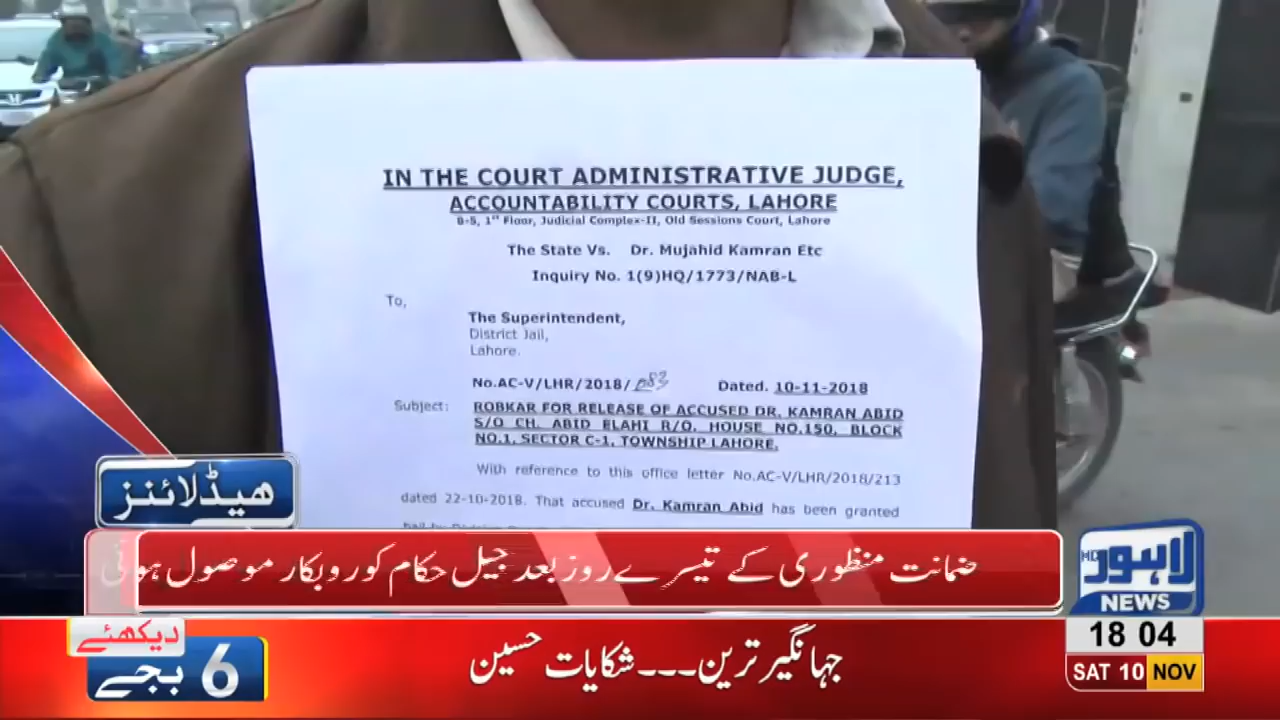 IN THE COURT ADMINISTRATIVE JUDGE,
ACCOUNTABILITY COURTS, LAHORE
B-5, 1st Floor, Judicial Complex-II, Old Sessions Court, Lahore
The State Vs. Dr. Mujahid Kamran Etc
Inquiry No. 1(9)HQ/1773/NAB-L
To,
The Superintendent,
District Jail,
Lahore.
No.AC-V/LHR/2018/ 083 Dated. 10-11-2018
Subject: ROBKAR FOR RELEASE OF ACCUSED DR. KAMRAN ABID
S/O CH. ABID ELAHI R/O. HOUSE NO.150, BLOCK
NO.1, SECTOR C-1, TOWNSHIP LAHORE.
With reference to this office letter No.AC-V/LHR/2018/213
dated 22-10-2018. That accused Dr. Kamran Abid has been granted
ہیڈلائنز
ضمانت منظوری کے تیسرے روز بعد جیل حکام کو روبکار موصول ہوئی
HD لاہور
NEWS
دیکھئے
6 بجے
جہانگیر ترین۔۔۔شکایات حسین
18 04
SAT 10 NOV